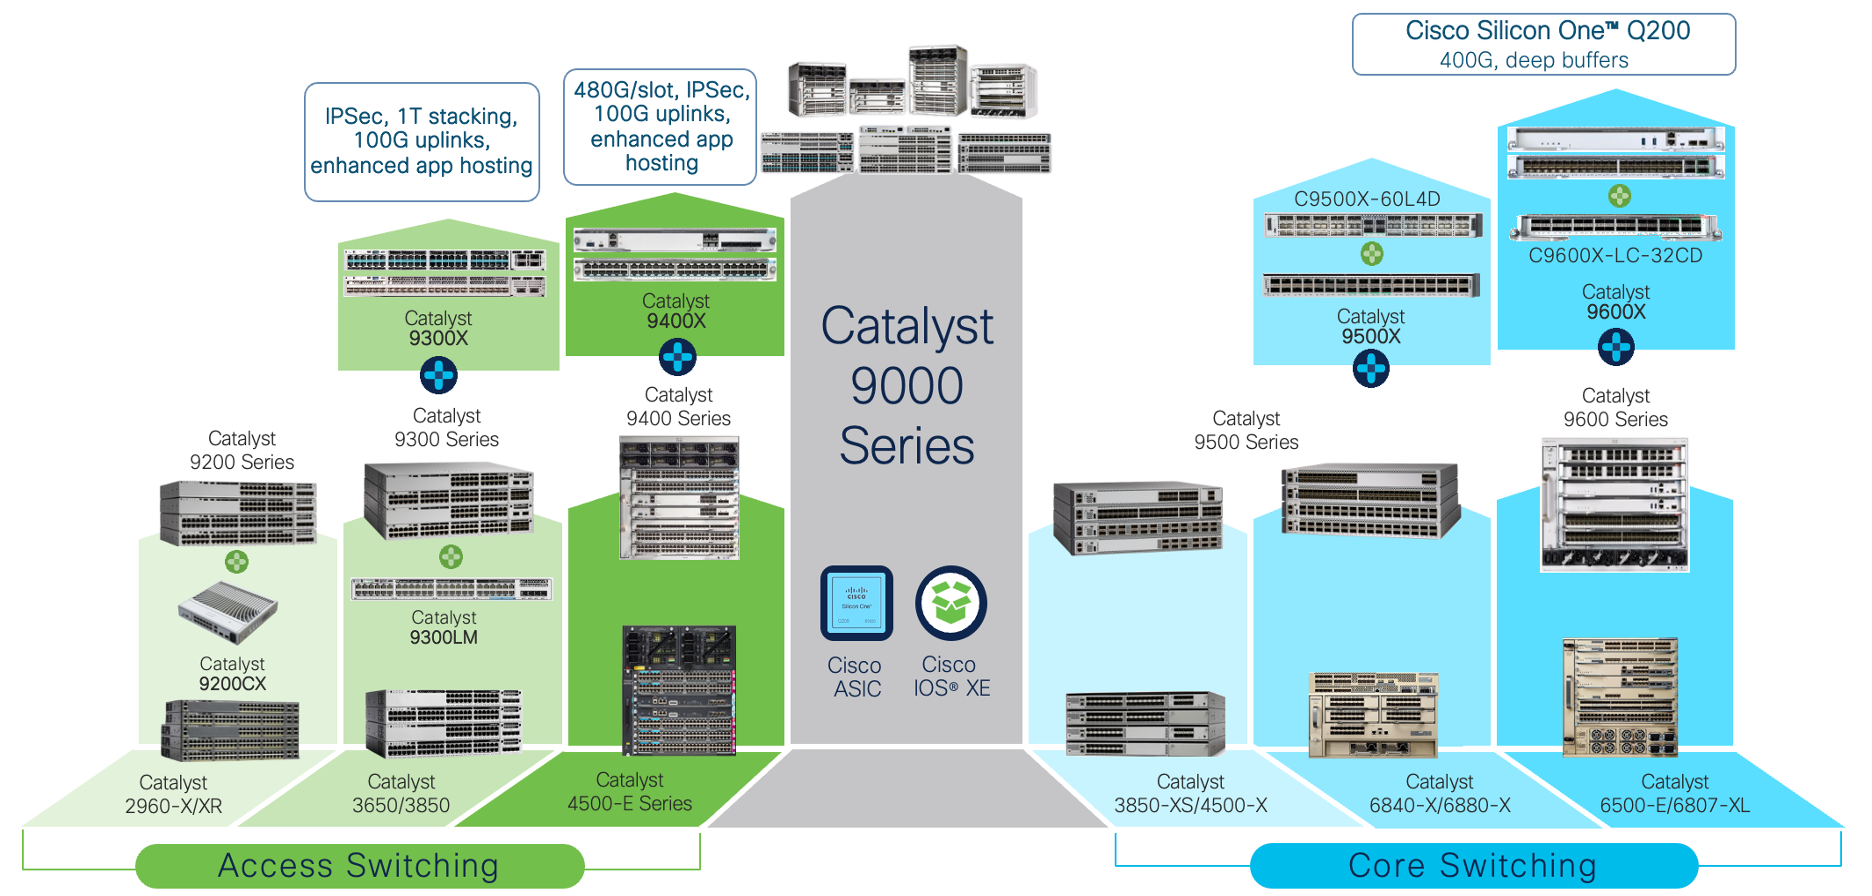 Cisco Silicon One™ Q200
400G, deep buffers
IPSec, 1T stacking,
100G uplinks,
enhanced app hosting
480G/slot, IPSec,
100G uplinks,
enhanced app
hosting
Catalyst
9300X
Catalyst
9400X
C9500X-60L4D
Catalyst
9500X
C9600X-LC-32CD
Catalyst
9600X
Catalyst
9000
Series
Catalyst
9200 Series
Catalyst
9300 Series
Catalyst
9400 Series
Catalyst
9500 Series
Catalyst
9600 Series
Catalyst
9200CX
Catalyst
9300LM
CISCO
Silicon One™
Cisco
ASIC
Cisco
IOS® XE
Catalyst
2960-X/XR
Catalyst
3650/3850
Catalyst
4500-E Series
Catalyst
3850-XS/4500-X
Catalyst
6840-X/6880-X
Catalyst
6500-E/6807-XL
Access Switching
Core Switching